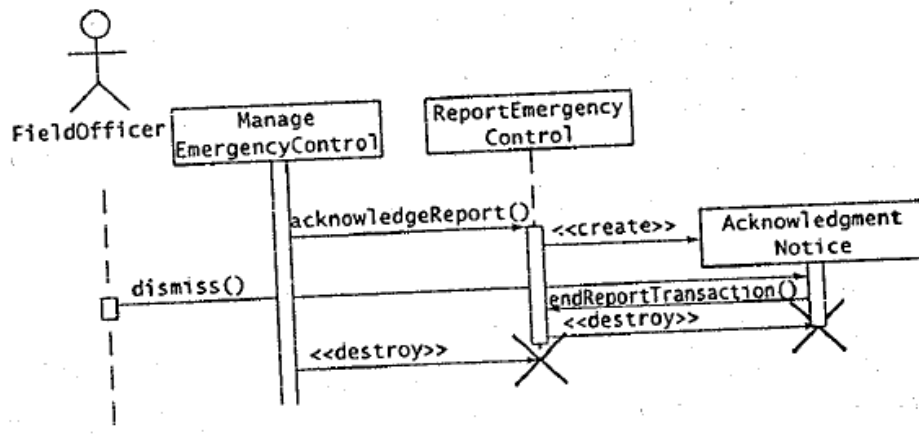 FieldOfficer
Manage
EmergencyControl
ReportEmergency
Control
acknowledgeReport()
<<create>>
Acknowledgment
Notice
dismiss()
endReportTransaction()
<<destroy>>
<<destroy>>